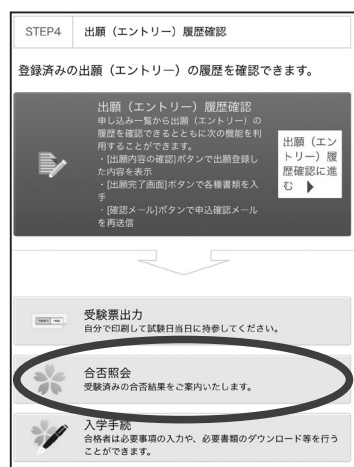 STEP4 出願（エントリー）履歴確認
登録済みの出願（エントリー）の履歴を確認できます。
出願（エントリー）履歴確認
申し込み一覧から出願（エントリー）の
履歴を確認できるとともに次の機能を利
用することができます。
・[出願内容の確認]ボタンで出願登録し
た内容を表示
・[出願完了画面]ボタンで各種書類を入
手
・[確認メール]ボタンで申込確認メール
を再送信
出願（エン
トリー）履
歴確認に進
む ▶
受験票出力
自分で印刷して試験日当日に持参してください。
合否照会
受験済みの合否結果をご案内いたします。
入学手続
合格者は必要事項の入力や、必要書類のダウンロード等を行う
ことができます。